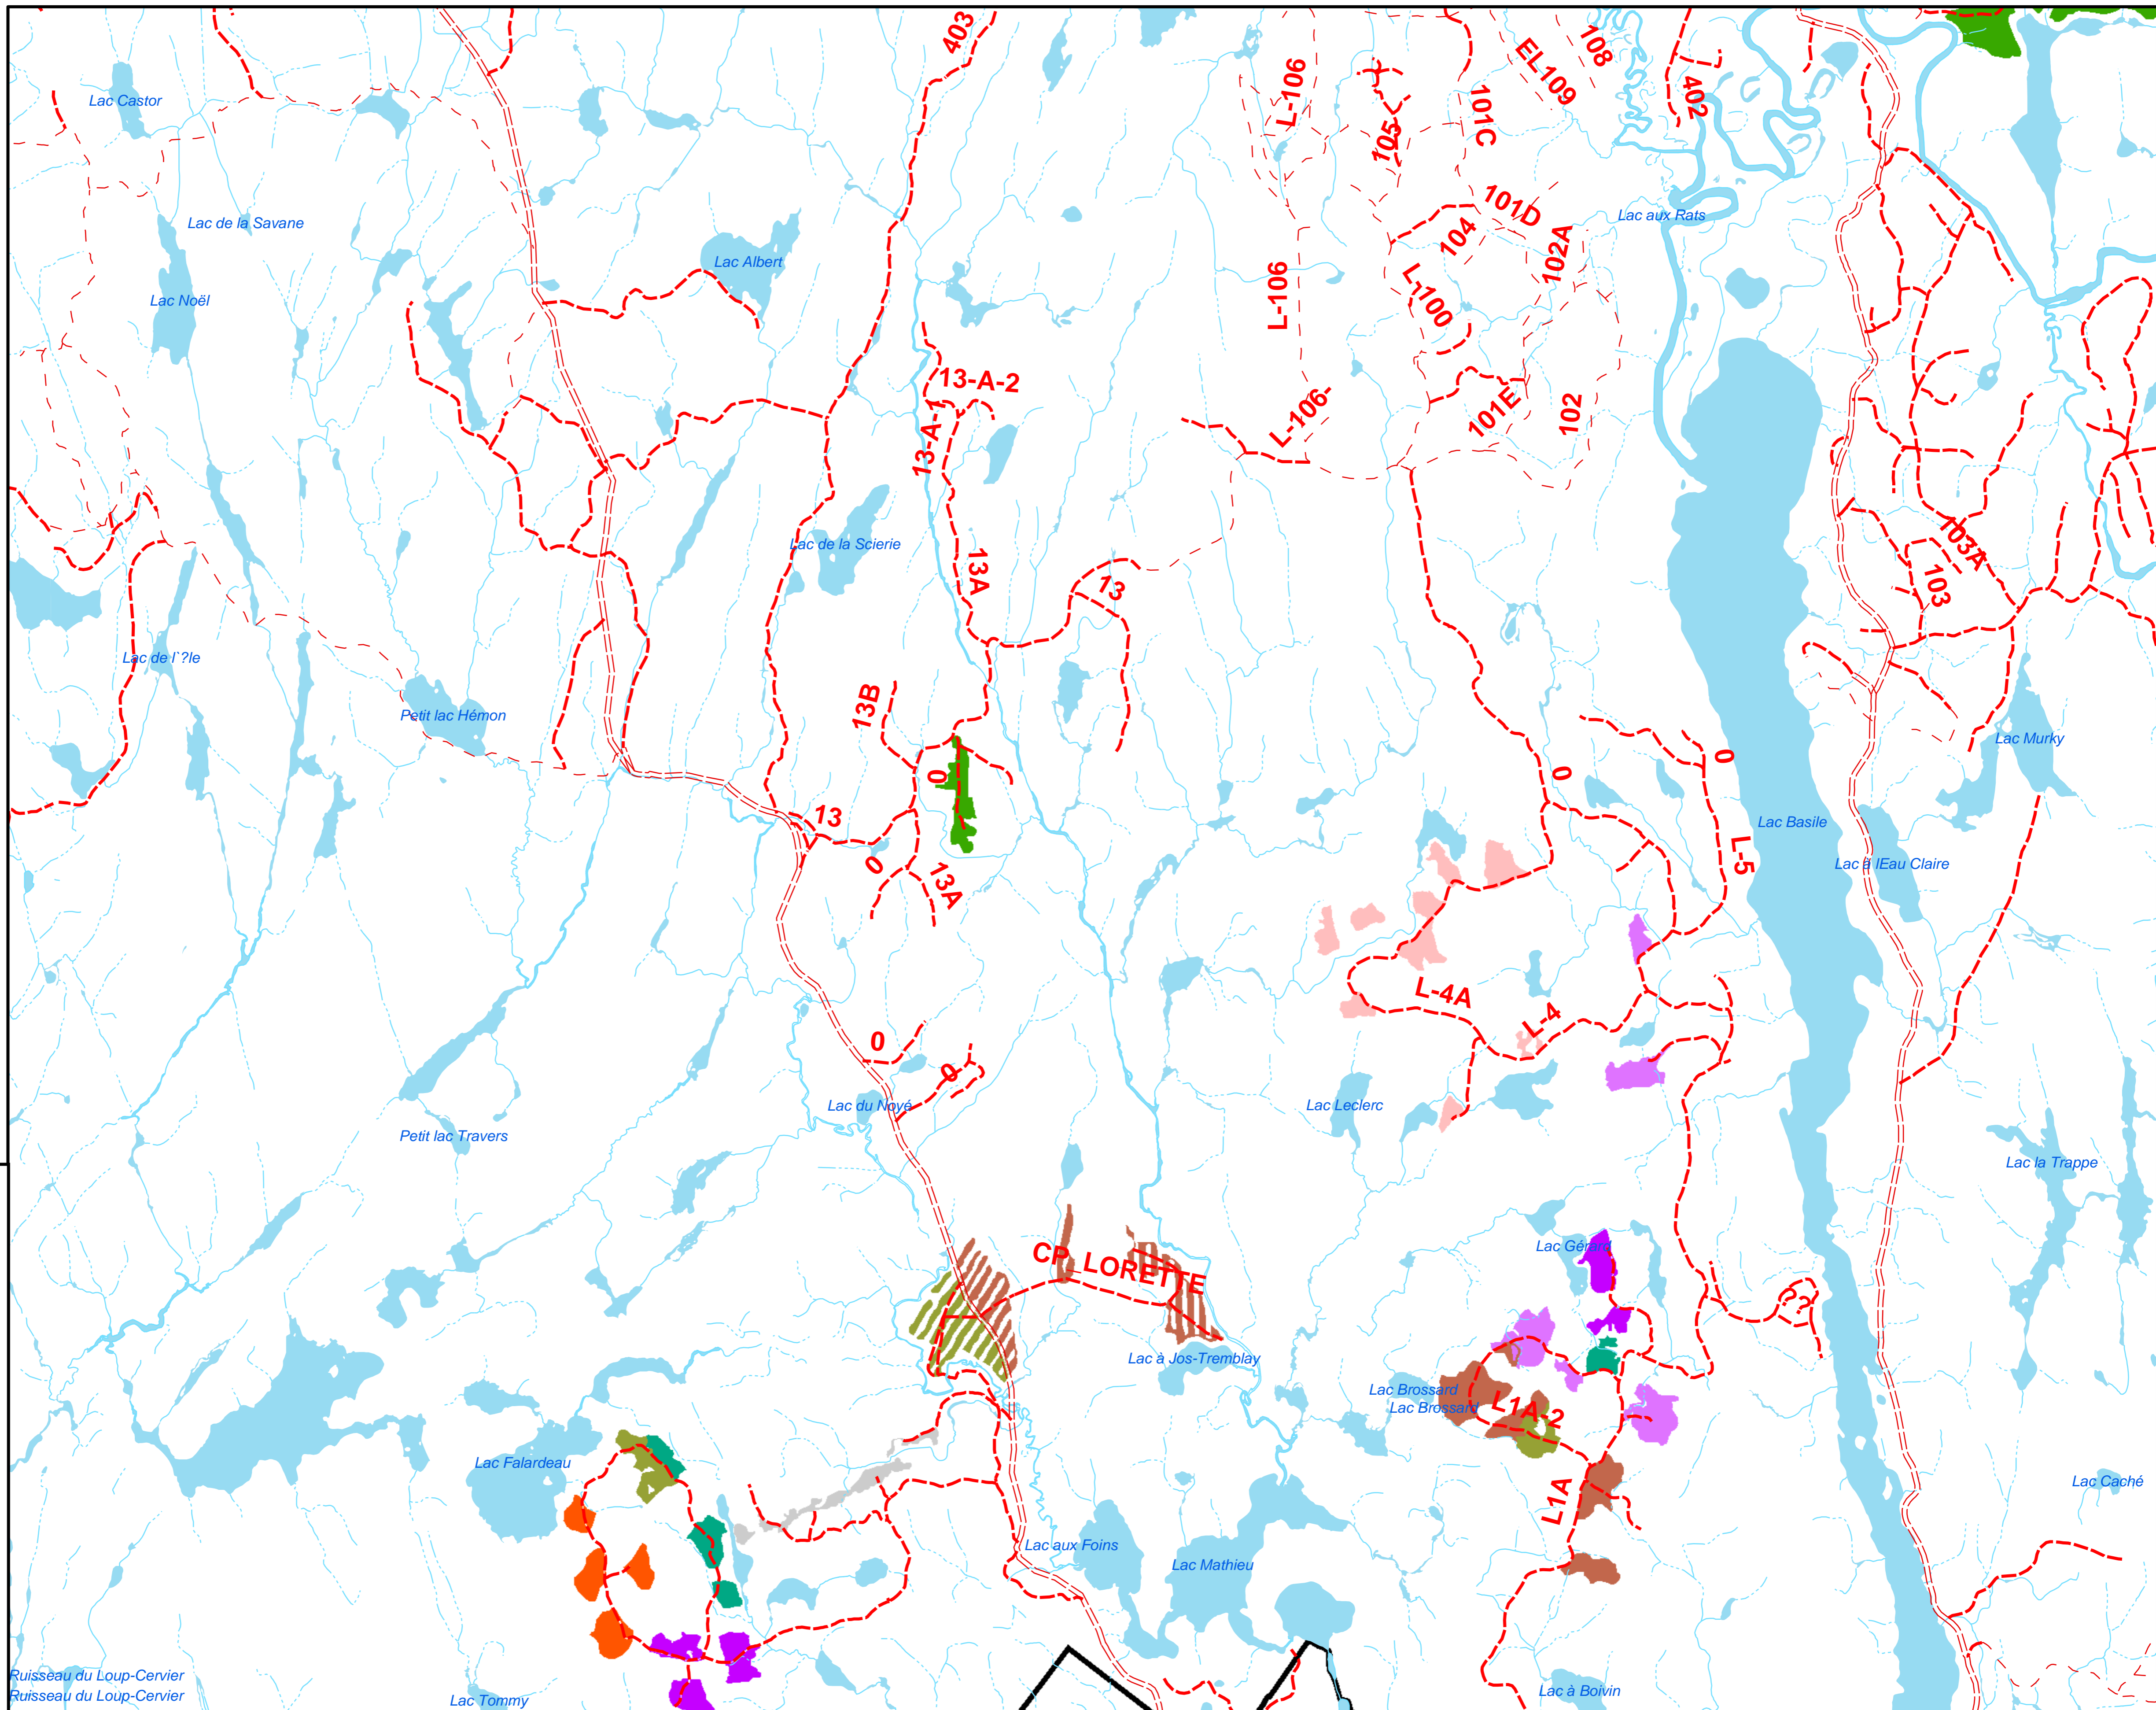 403
L-106
105
101C
EL109
108
402
Lac Castor
Lac de la Savane
Lac Noël
Lac Albert
Lac aux Rats
101D
104
102A
L-106
L-100
13-A-2
13-A-1
L-106-
101E
102
Lac de la Scierie
13A
13
103A
103
Lac de l`?le
Petit lac Hémon
13B
Lac Murky
0
0
0
13
Lac Basile
L-5
Lac à lEau Claire
0
13A
L-4A
L-4
0
0
Lac du Noyé
Lac Leclerc
Petit lac Travers
Lac la Trappe
CP_LORETTE
Lac Gérard
??
Lac à Jos-Tremblay
Lac Brossard
Lac Brossard
L1A-2
Lac Falardeau
Lac Caché
L1A
Lac aux Foins
Lac Mathieu
Ruisseau du Loup-Cervier
Ruisseau du Loup-Cervier
Lac Tommy
Lac à Boivin